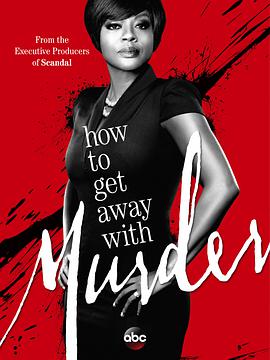 From the
Executive Producers
of Scandal
how
to
get
away
with
Murder
abc